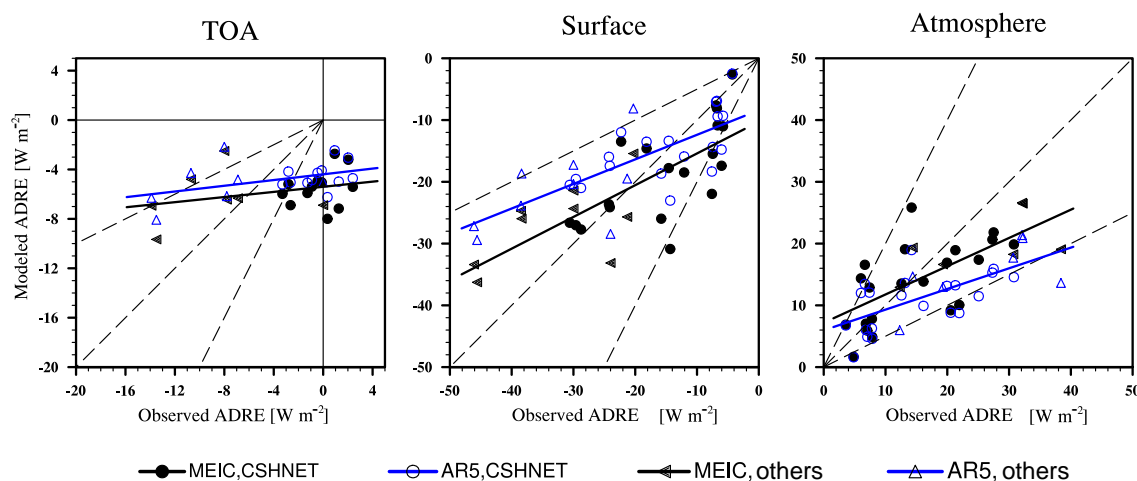 TOA Surface Atmosphere
Modeled ADRE [W m-2]
4
0
-4
-8
-12
-16
-20
-20 -16 -12 -8 -4 0 4
Observed ADRE [W m-2]
0
-10
-20
-30
-40
-50
-50 -40 -30 -20 -10 0
Observed ADRE [W m-2]
50
40
30
20
10
0
0 10 20 30 40 50
Observed ADRE [W m-2]
MEIC,CSHNET AR5,CSHNET MEIC,others AR5, others